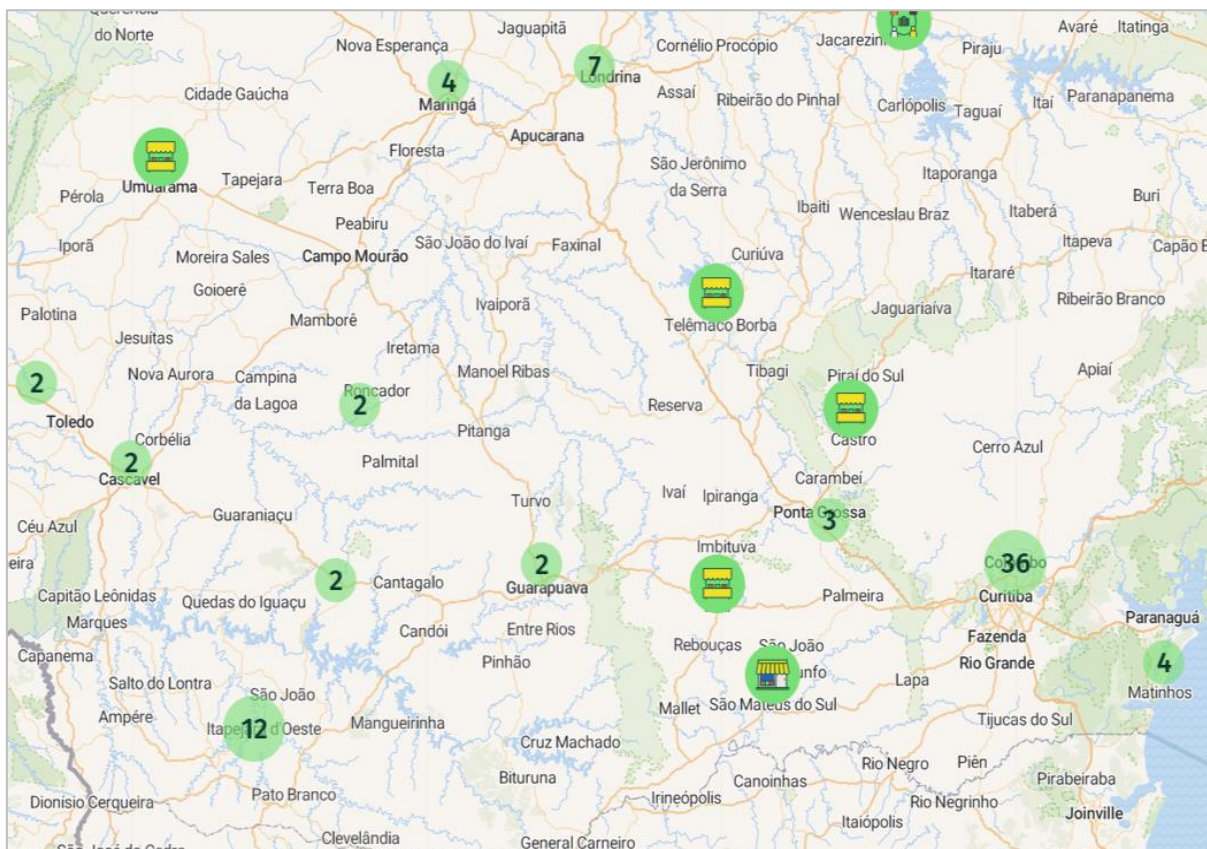 Querência
do Norte
Nova Esperança
Jaguapitã
Cornélio Procópio
Jacarezin
Piraju
Avaré
Itatinga
Cidade Gaúcha
4
Maringá
7
Londrina
Assaí
Ribeirão do Pinhal
Carlópolis
Taguaí
Itaí
Paranapanema
Apucarana
Floresta
São Jerônimo
da Serra
Umuarama
Tapejara
Terra Boa
Pérola
Peabiru
Ibaiti
Wenceslau Braz
Itaporanga
Itaberá
Buri
Iporã
Moreira Sales
Campo Mourão
São João do Ivaí
Faxinal
Curiúva
Itapeva
Capão B
Goioerê
Itararé
Palotina
Jesuítas
Mamborê
Ivaiporã
Telêmaco Borba
Jaguariaíva
Ribeirão Branco
Iretama
2
Nova Aurora
Campina
da Lagoa
Roncador
2
Manoel Ribas
Tibagi
Piraí do Sul
Apiaí
Toledo
Reserva
Corbélia
Pitanga
Castro
Cerro Azul
2
Cascavel
Palmital
Carambeí
Céu Azul
Guaraniaçu
Turvo
Ivaí
Ipiranga
Ponta Grossa
3
eira
Imbituva
2
Cantagalo
2
Guarapuava
36
Capitão Leônidas
Marques
Quedas do Iguaçu
Palmeira
Curitiba
Candói
Entre Rios
Paranaguá
Fazenda
Rio Grande
Capanema
Pinhão
Rebouças
São João
unfo
4
Matinhos
Salto do Lontra
São João
Lapa
Ampére
12
Itapejara d'Oeste
Mangueirinha
Mallet
São Mateus do Sul
Tijucas do Sul
Cruz Machado
Bituruna
Canoinhas
Rio Negro
Piên
Pirabeiraba
Dionísio Cerqueira
Pato Branco
Irineópolis
Rio Negrinho
Joinville
Itaiópolis
Clevelândia
General Carneiro